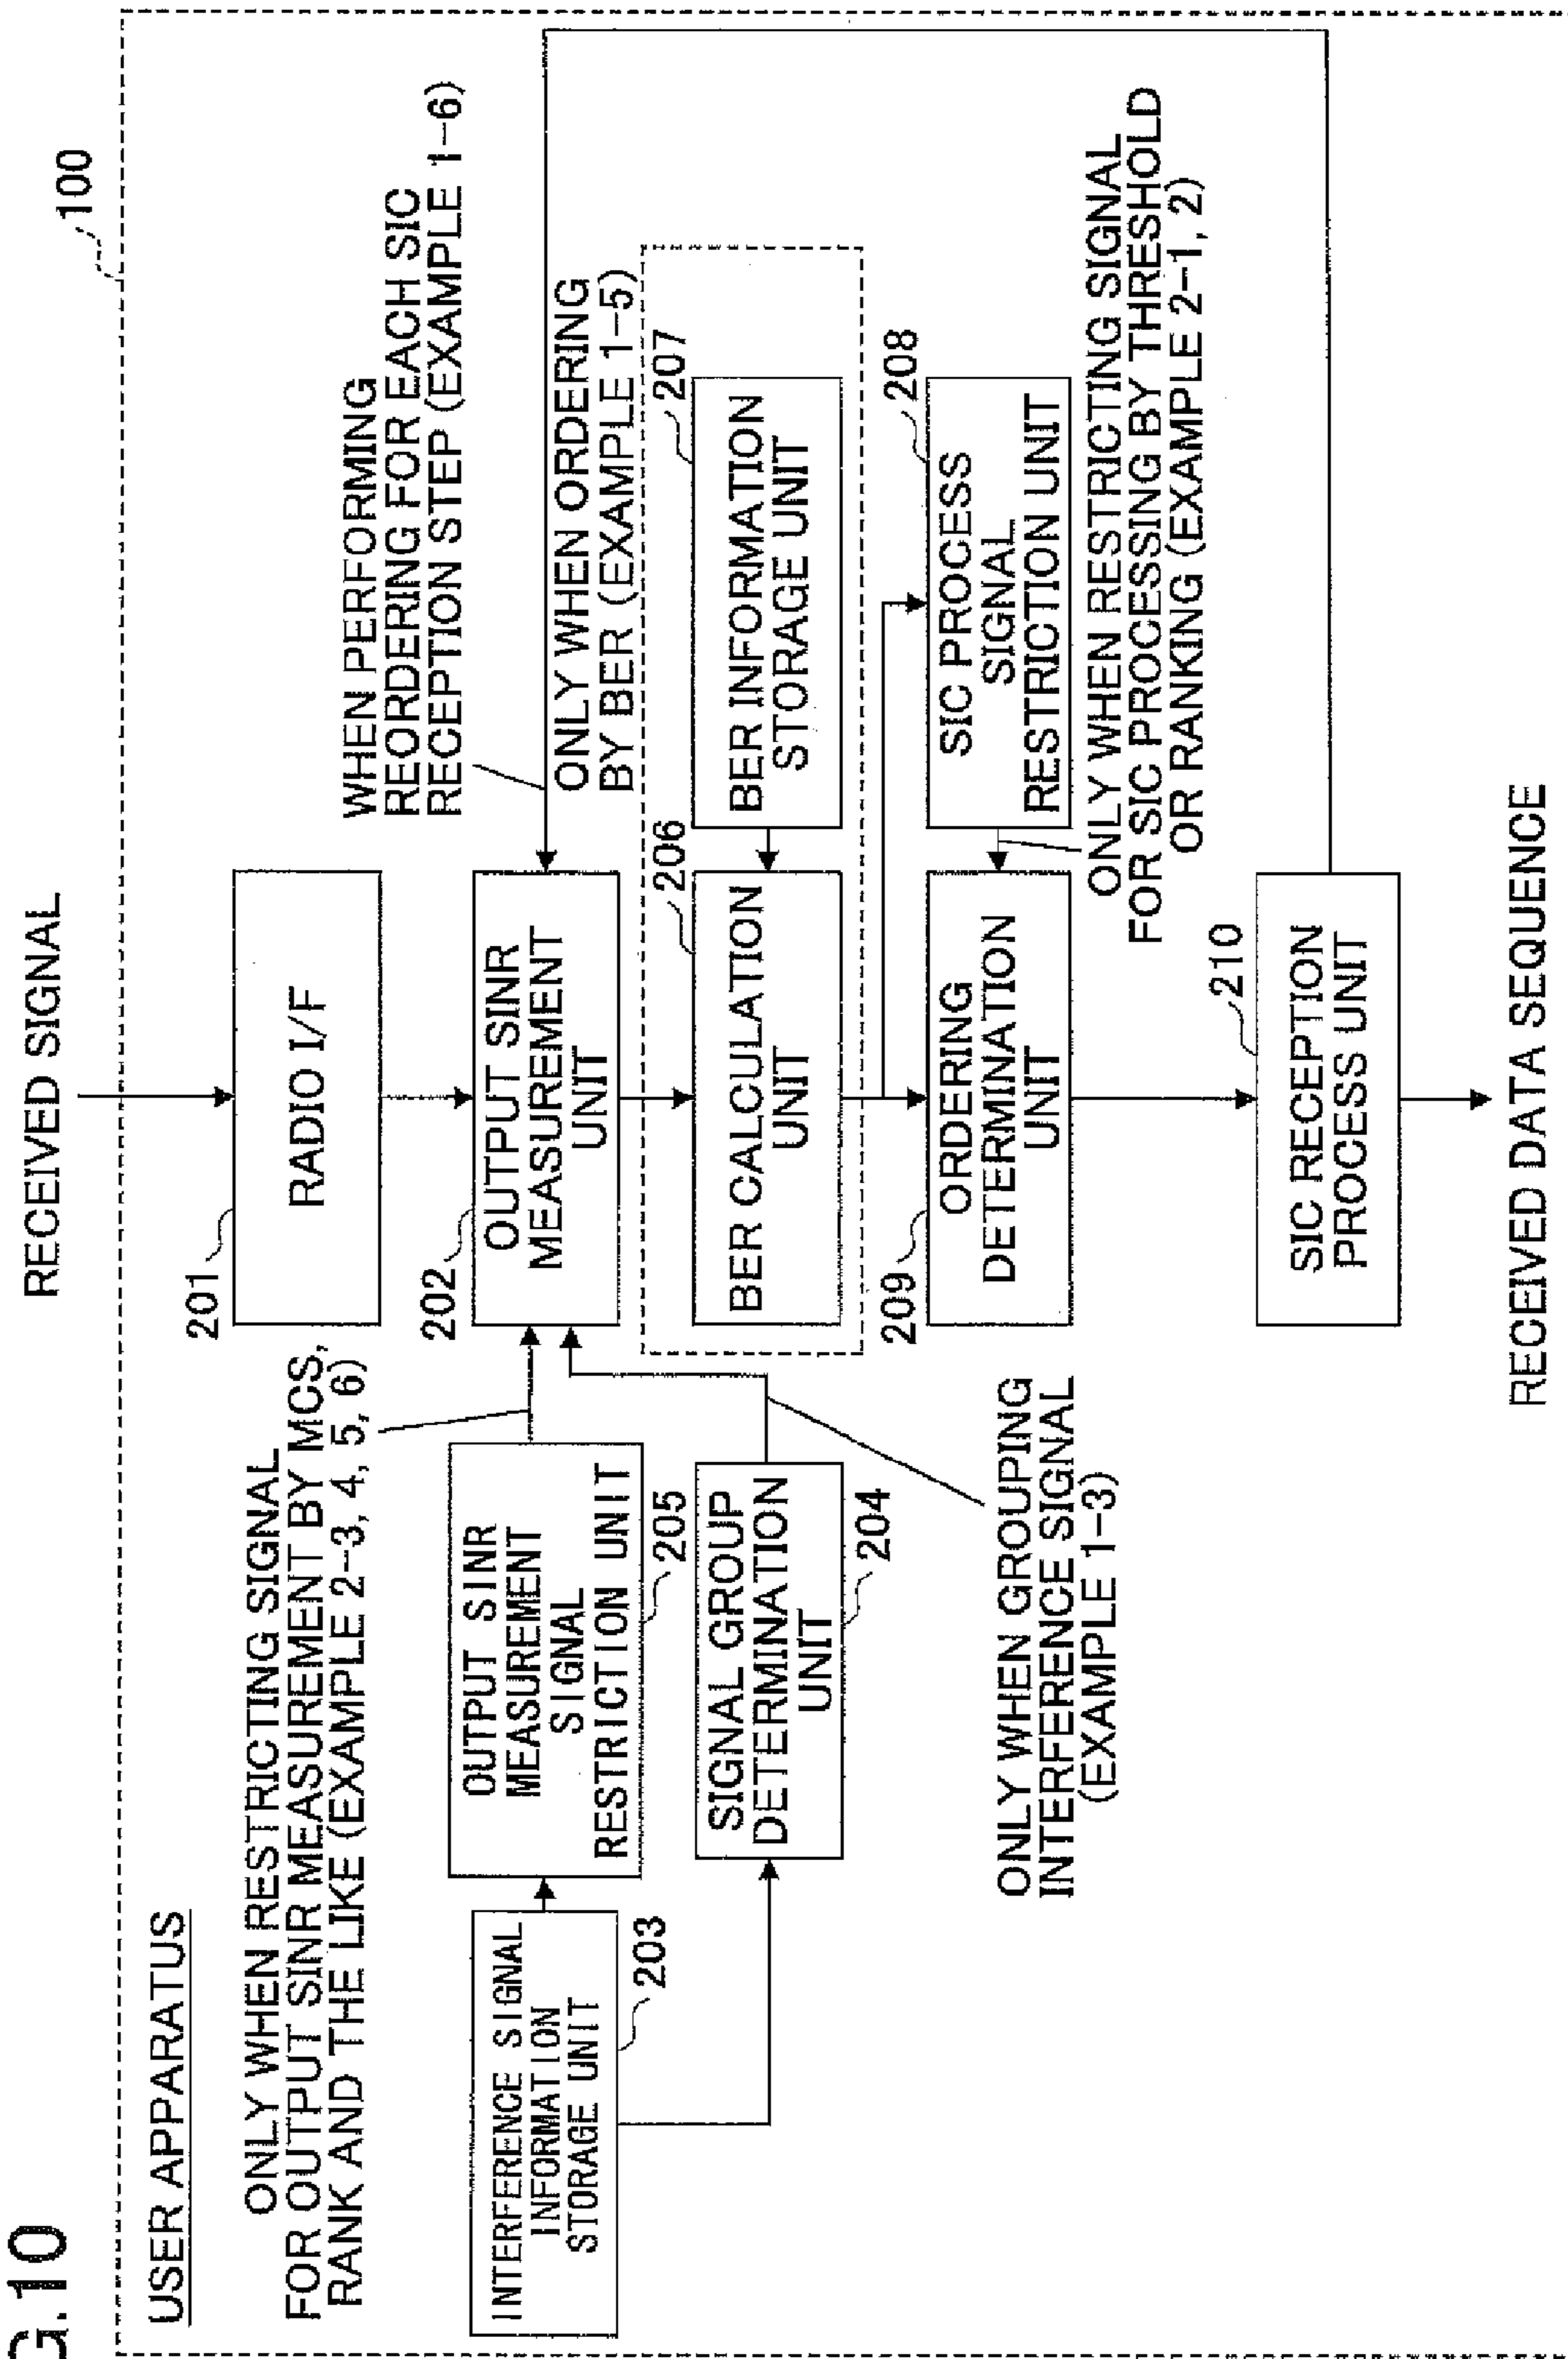 G.10
USER APPARATUS
100
RECEIVED SIGNAL
201
RADIO I/F
ONLY WHEN RESTRICTING SIGNAL
FOR OUTPUT SINR MEASUREMENT BY MCS,
RANK AND THE LIKE (EXAMPLE 2-3, 4, 5, 6)
WHEN PERFORMING
REORDERING FOR EACH SIC
RECEPTION STEP (EXAMPLE 1-6)
INTERFERENCE SIGNAL
INFORMATION
STORAGE UNIT
203
OUTPUT SINR
MEASUREMENT
SIGNAL
RESTRICTION UNIT
205
202
OUTPUT SINR
MEASUREMENT
UNIT
ONLY WHEN ORDERING
BY BER (EXAMPLE 1-5)
SIGNAL GROUP
DETERMINATION
UNIT
204
206
BER CALCULATION
UNIT
207
BER INFORMATION
STORAGE UNIT
ONLY WHEN GROUPING
INTERFERENCE SIGNAL
(EXAMPLE 1-3)
209
ORDERING
DETERMINATION
UNIT
208
SIC PROCESS
SIGNAL
RESTRICTION UNIT
ONLY WHEN RESTRICTING SIGNAL
FOR SIC PROCESSING BY THRESHOLD
OR RANKING (EXAMPLE 2-1, 2)
210
SIC RECEPTION
PROCESS UNIT
RECEIVED DATA SEQUENCE